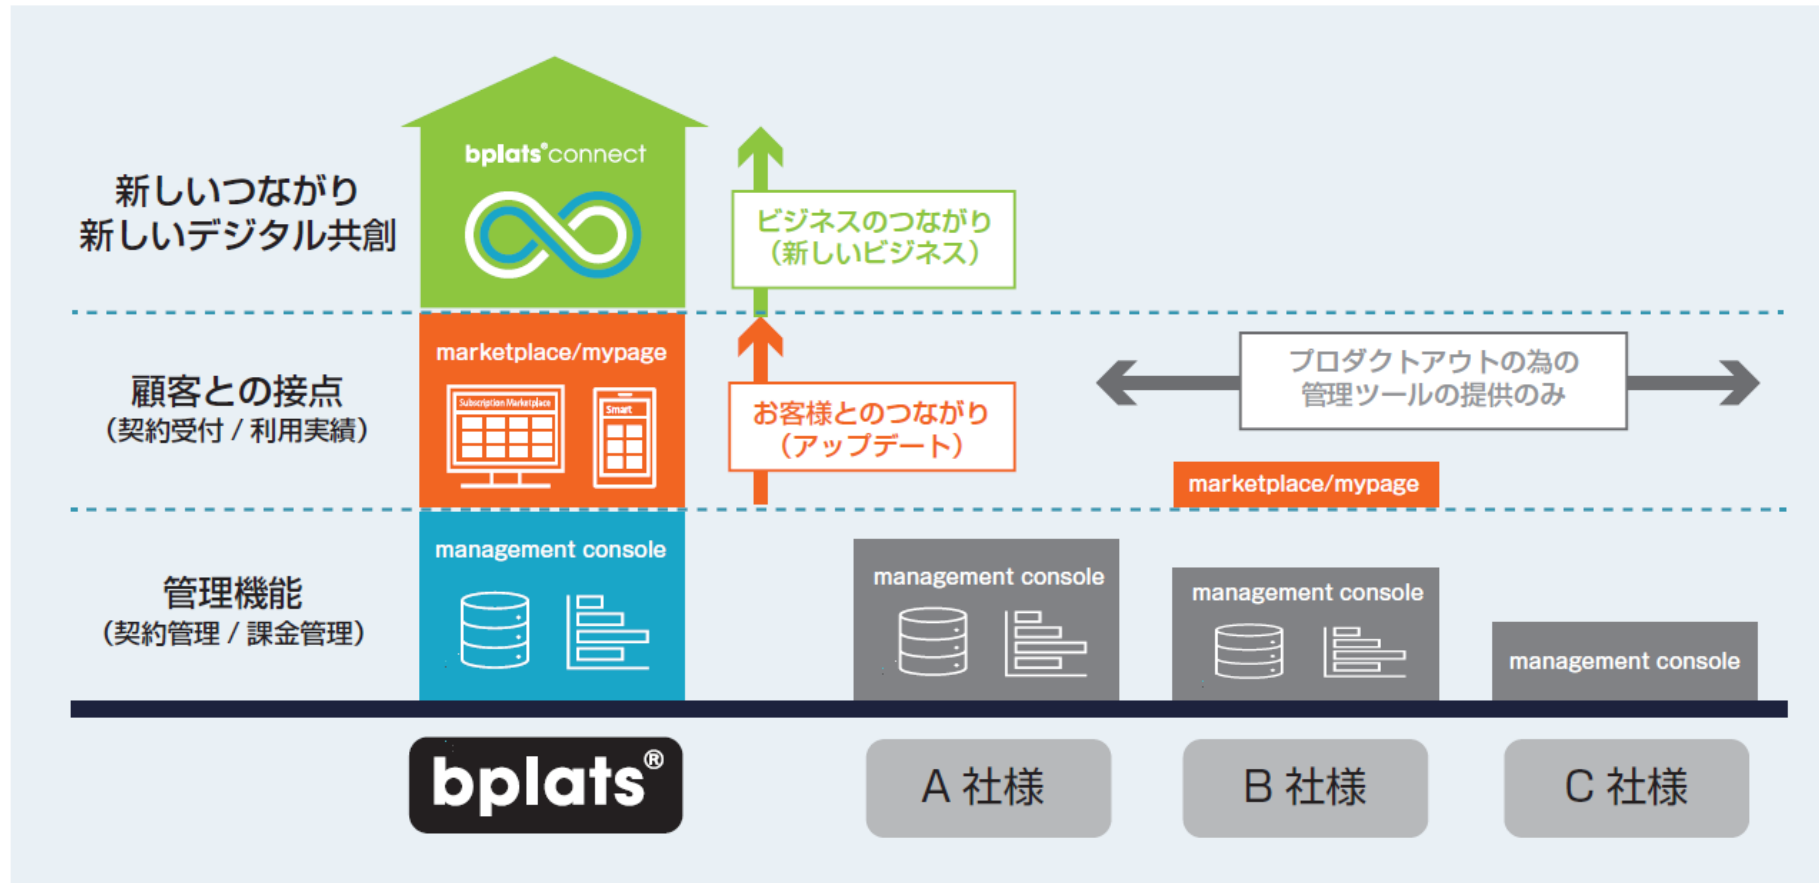 bplats®connect
新しいつながり
新しいデジタル共創
ビジネスのつながり
（新しいビジネス）
marketplace/mypage
Subscription Marketplace
Smart
顧客との接点
（契約受付 / 利用実績）
お客様とのつながり
（アップデート）
プロダクトアウトの為の
管理ツールの提供のみ
marketplace/mypage
management console
管理機能
（契約管理 / 課金管理）
management console
management console
management console
bplats®
A 社様
B 社様
C 社様